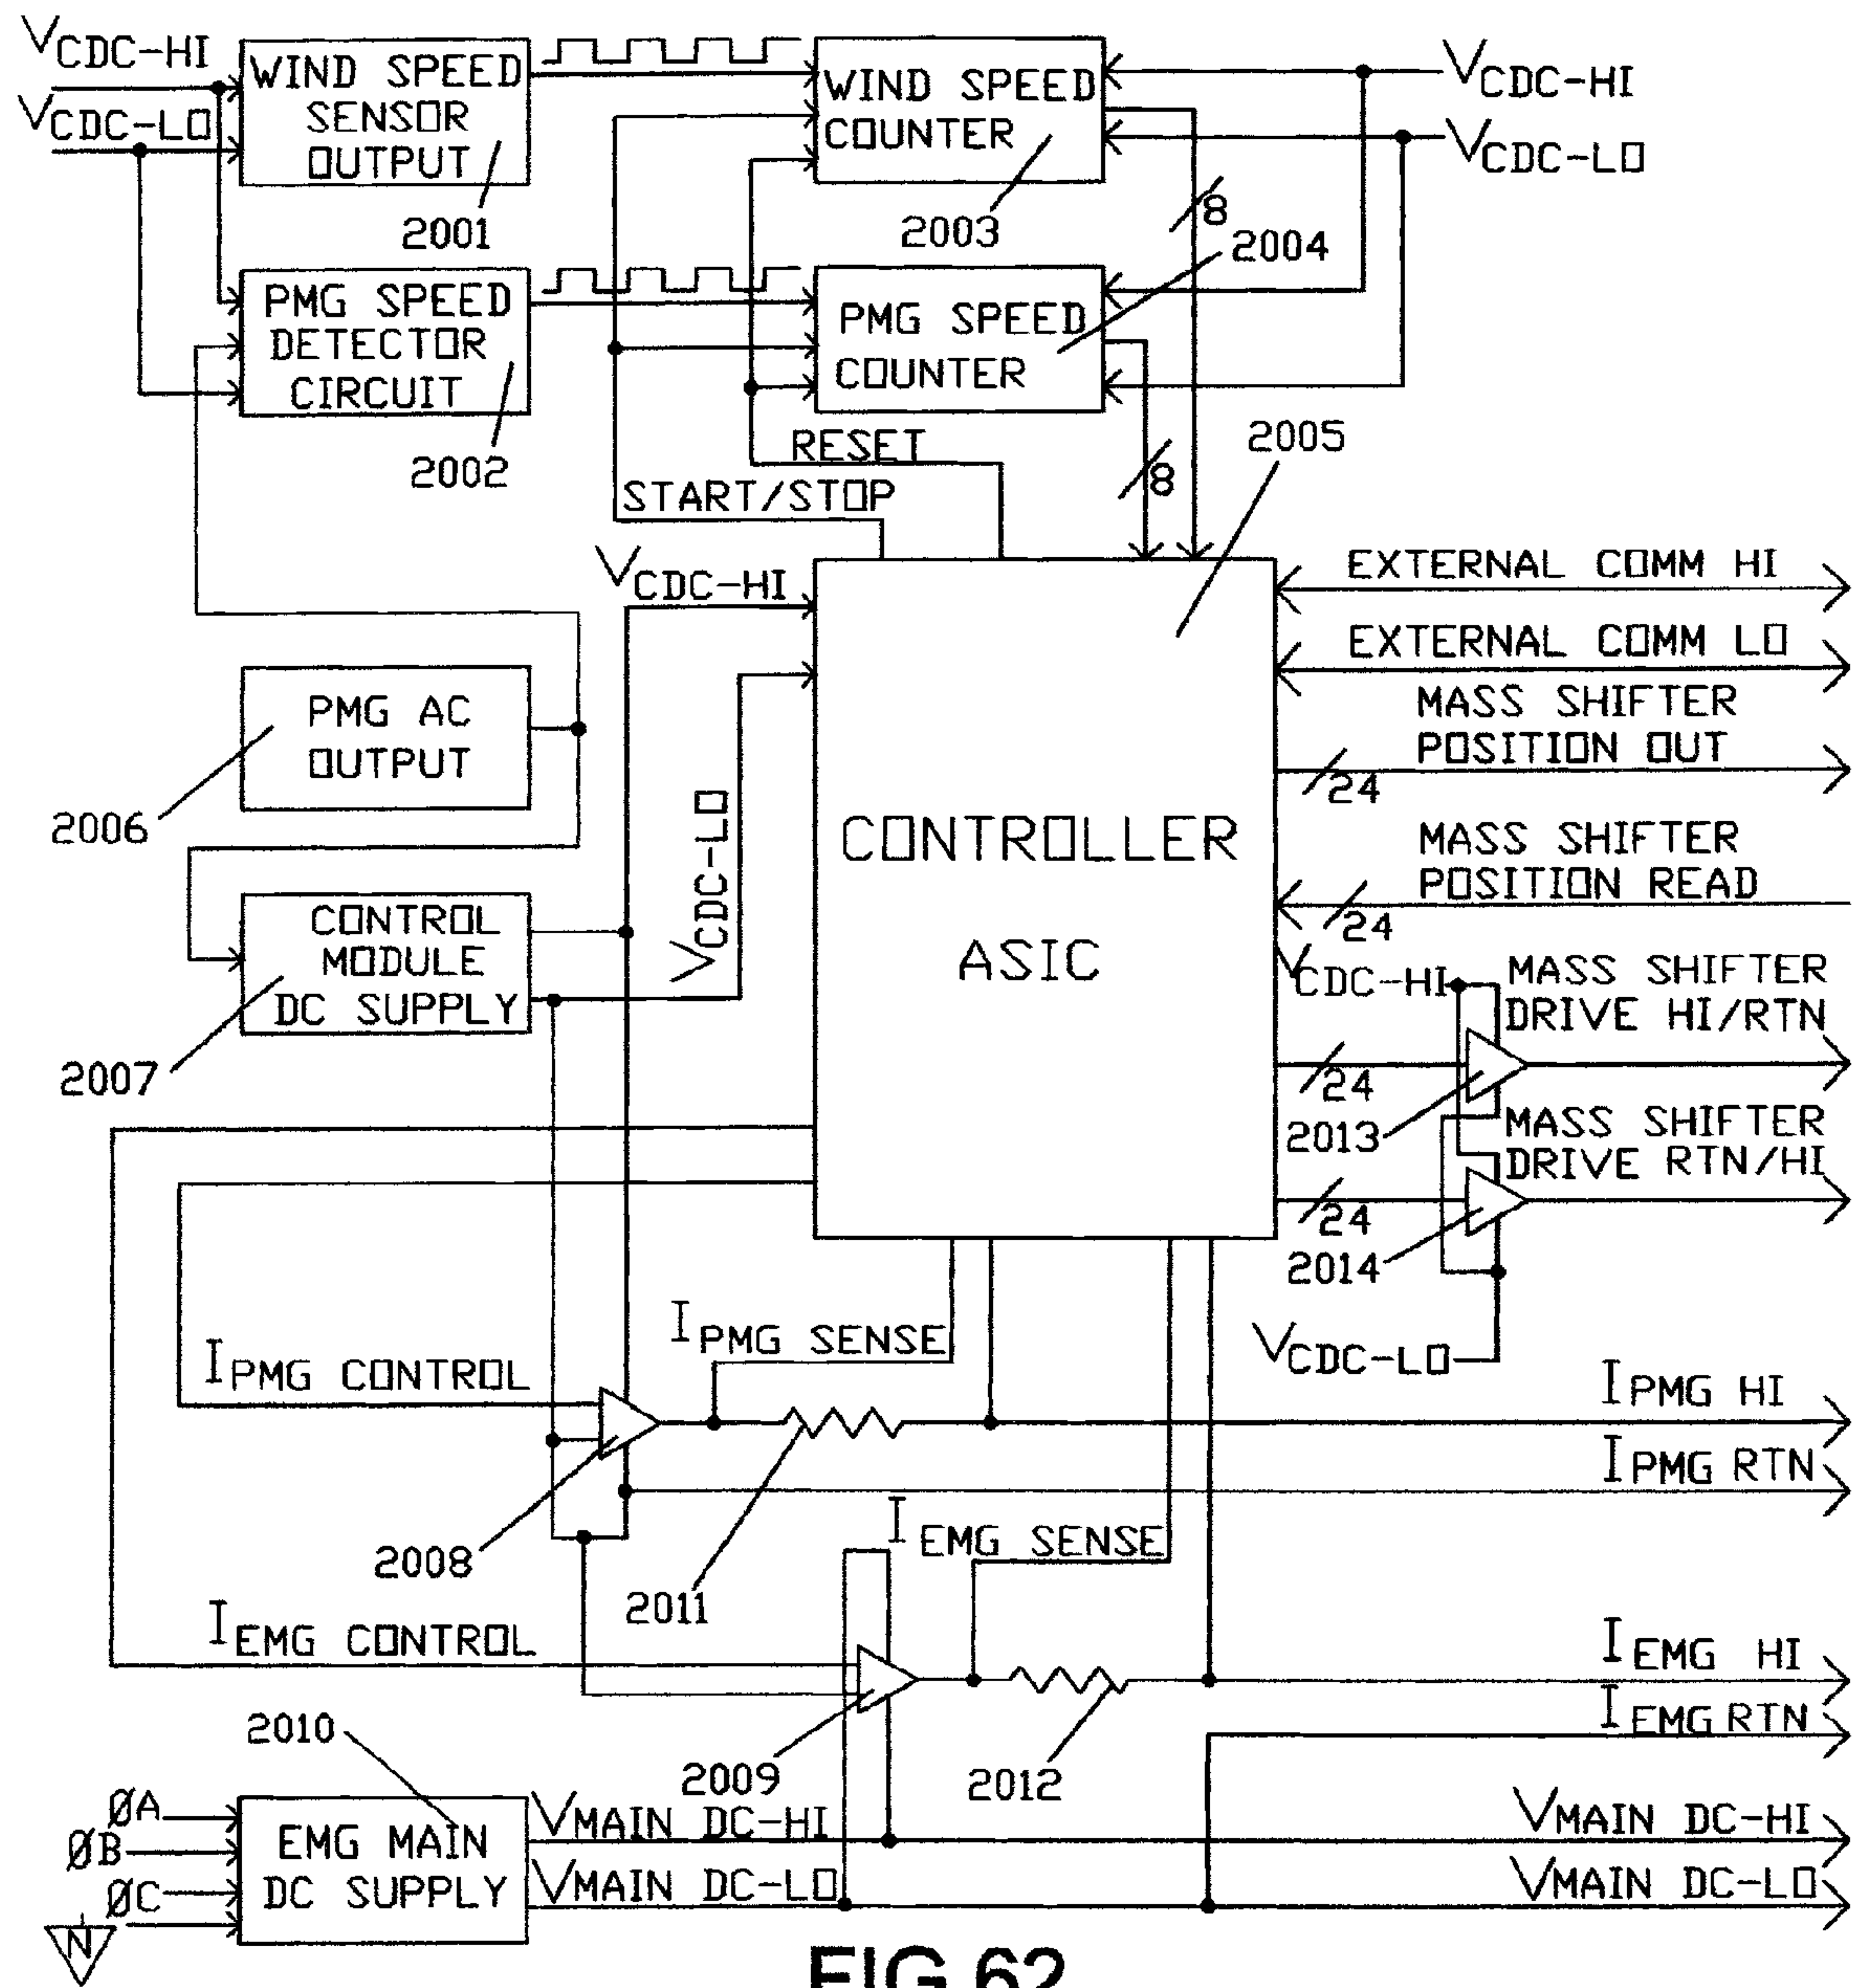 VCDC-HI
VCDC-LO
WIND SPEED
SENSOR
OUTPUT
2001
WIND SPEED
COUNTER
2003
VCDC-HI
VCDC-LO
8
2004
PMG SPEED
DETECTOR
CIRCUIT
2002
PMG SPEED
COUNTER
8
RESET
START/STOP
2005
VCDC-HI
VCDC-LO
EXTERNAL COMM HI
EXTERNAL COMM LO
MASS SHIFTER
POSITION OUT
24
MASS SHIFTER
POSITION READ
24
PMG AC
OUTPUT
2006
CONTROLLER
ASIC
CONTROL
MODULE
DC SUPPLY
2007
VCDC-HI
MASS SHIFTER
DRIVE HI/RTN
24
2013
MASS SHIFTER
DRIVE RTN/HI
24
2014
VCDC-LO
IPMG SENSE
IPMG CONTROL
IPMG HI
IPMG RTN
2008
2011
IEMG SENSE
IEMG CONTROL
IEMG HI
IEMG RTN
2010
2009
2012
ØA
ØB
ØC
N
EMG MAIN
DC SUPPLY
VMAIN DC-HI
VMAIN DC-LO
VMAIN DC-HI
VMAIN DC-LO
FIG.62